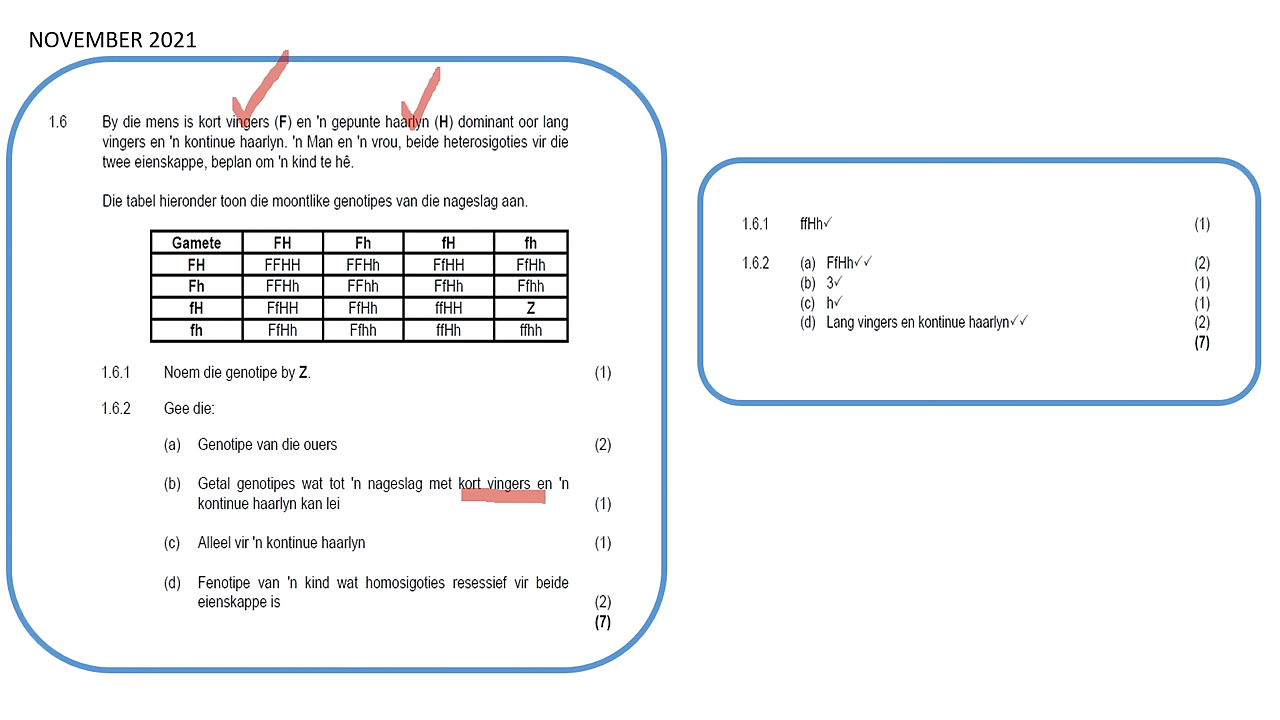 NOVEMBER 2021
1.6 By die mens is kort vingers (F) en 'n gepunte haarlyn (H) dominant oor lang
vingers en 'n kontinue haarlyn. 'n Man en 'n vrou, beide heterosigoties vir die
twee eienskappe, beplan om 'n kind te hê.
Die tabel hieronder toon die moontlike genotipes van die nageslag aan.
Gamete FH Fh fH fh
FH FFHH FFHh FfHH FfHh
Fh FFHh FFhh FfHh Ffhh
fH FfHH FfHh ffHH Z
fh FfHh Ffhh ffHh ffhh
1.6.1 Noem die genotipe by Z. (1)
1.6.2 Gee die:
(a) Genotipe van die ouers (2)
(b) Getal genotipes wat tot 'n nageslag met kort vingers en 'n
kontinue haarlyn kan lei (1)
(c) Alleel vir 'n kontinue haarlyn (1)
(d) Fenotipe van 'n kind wat homosigoties resessief vir beide
eienskappe is (2)
(7)
1.6.1 ffHh✓ (1)
1.6.2 (a) FfHh✓✓ (2)
(b) 3✓ (1)
(c) h✓ (1)
(d) Lang vingers en kontinue haarlyn✓✓ (2)
(7)